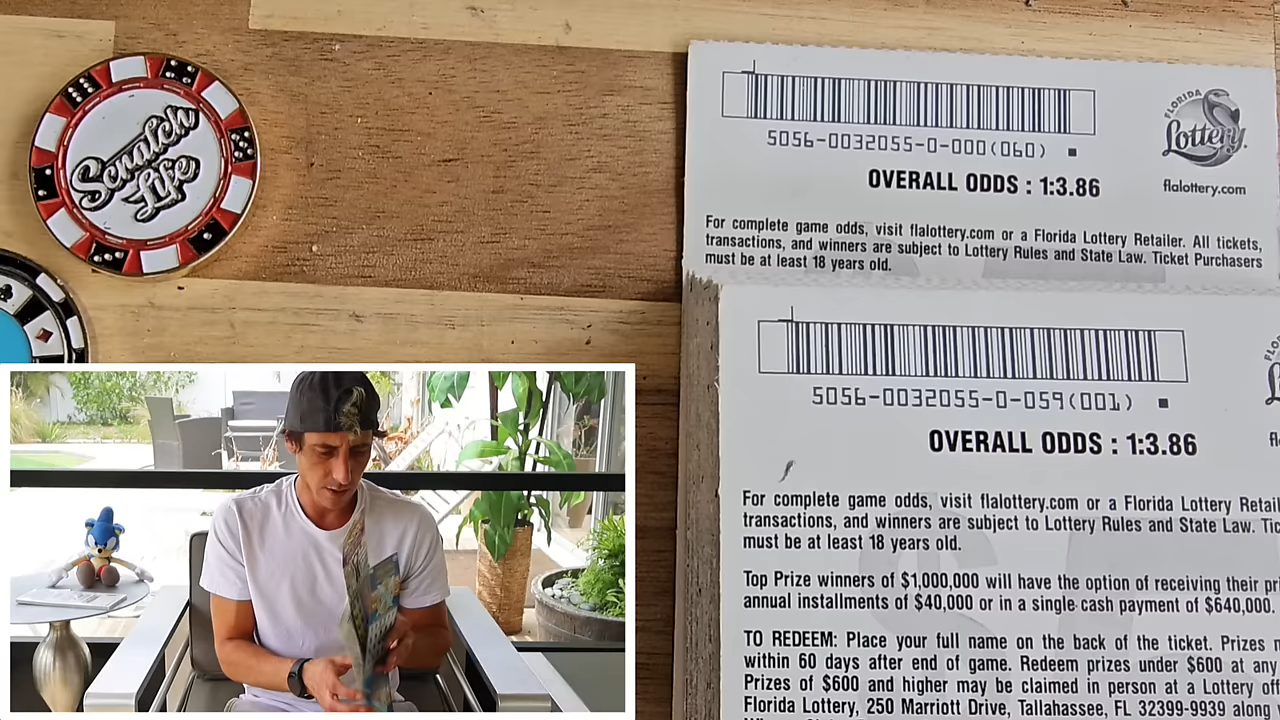 Scratch
Life
5056-0032055-0-000(060)
FLORIDA
Lottery
flalottery.com
OVERALL ODDS : 1:3.86
For complete game odds, visit flalottery.com or a Florida Lottery Retailer. All tickets,
transactions, and winners are subject to Lottery Rules and State Law. Ticket Purchasers
must be at least 18 years old.
5056-0032055-0-059(001)
OVERALL ODDS : 1:3.86
For complete game odds, visit flalottery.com or a Florida Lottery
transactions, and winners are subject to Lottery Rules and State Law.
must be at least 18 years old.
Top Prize winners of $1,000,000 will have the option of receiving their
annual installments of $40,000 or in a single cash payment of $640,000.
TO REDEEM: Place your full name on the back of the ticket. Prizes
within 60 days after end of game. Redeem prizes under $600 at any
Prizes of $600 and higher may be claimed in person at a Lottery
Florida Lottery, 250 Marriott Drive, Tallahassee, FL 32399-9939 along